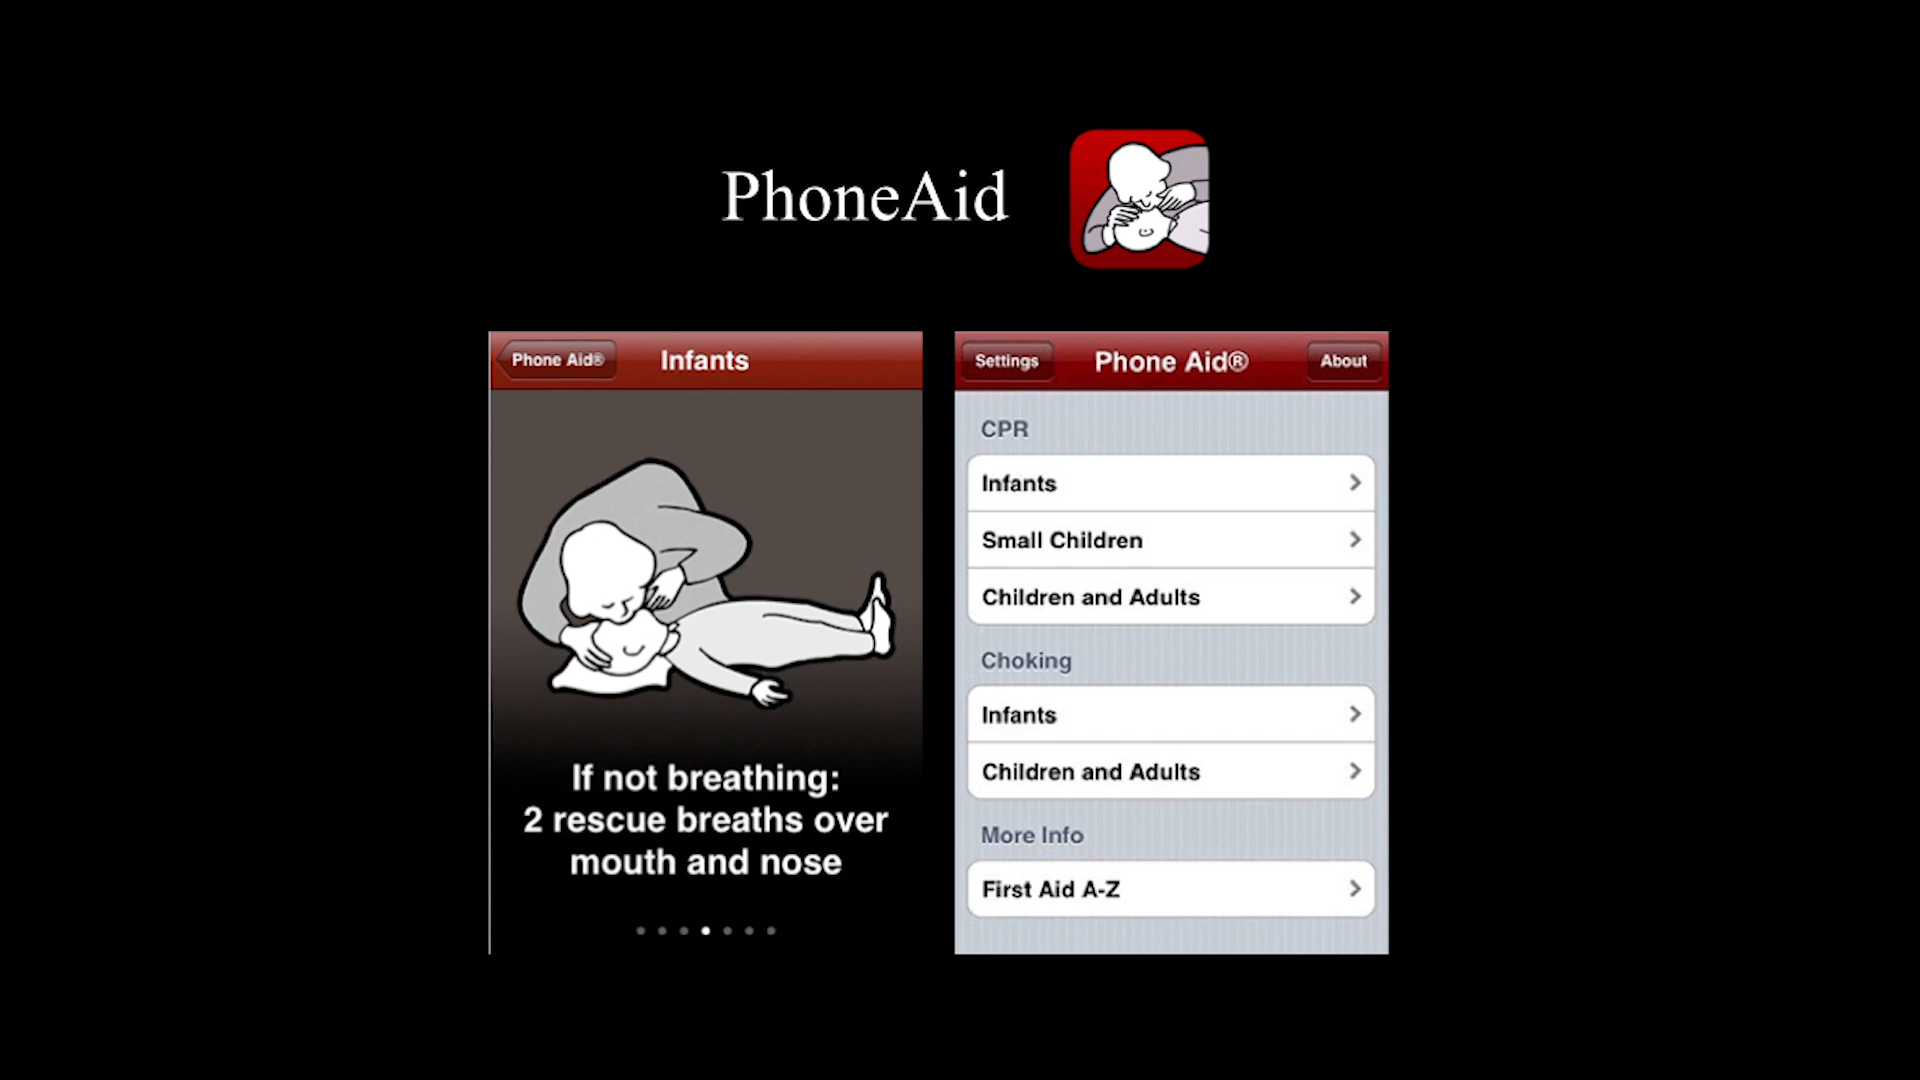 PhoneAid
Phone Aid®
Infants
If not breathing:
2 rescue breaths over
mouth and nose
Settings
Phone Aid®
About
CPR
Infants
Small Children
Children and Adults
Choking
Infants
Children and Adults
More Info
First Aid A-Z